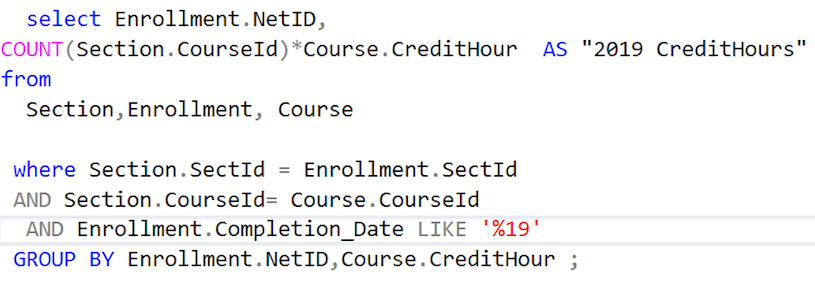 select Enrollment.NetID,
COUNT(Section.CourseId)*Course.CreditHour  AS "2019 CreditHours"
from
Section,Enrollment, Course
where Section.SectId = Enrollment.SectId
AND Section.CourseId= Course.CourseId
AND Enrollment.Completion_Date LIKE '%19'
GROUP BY Enrollment.NetID,Course.CreditHour ;